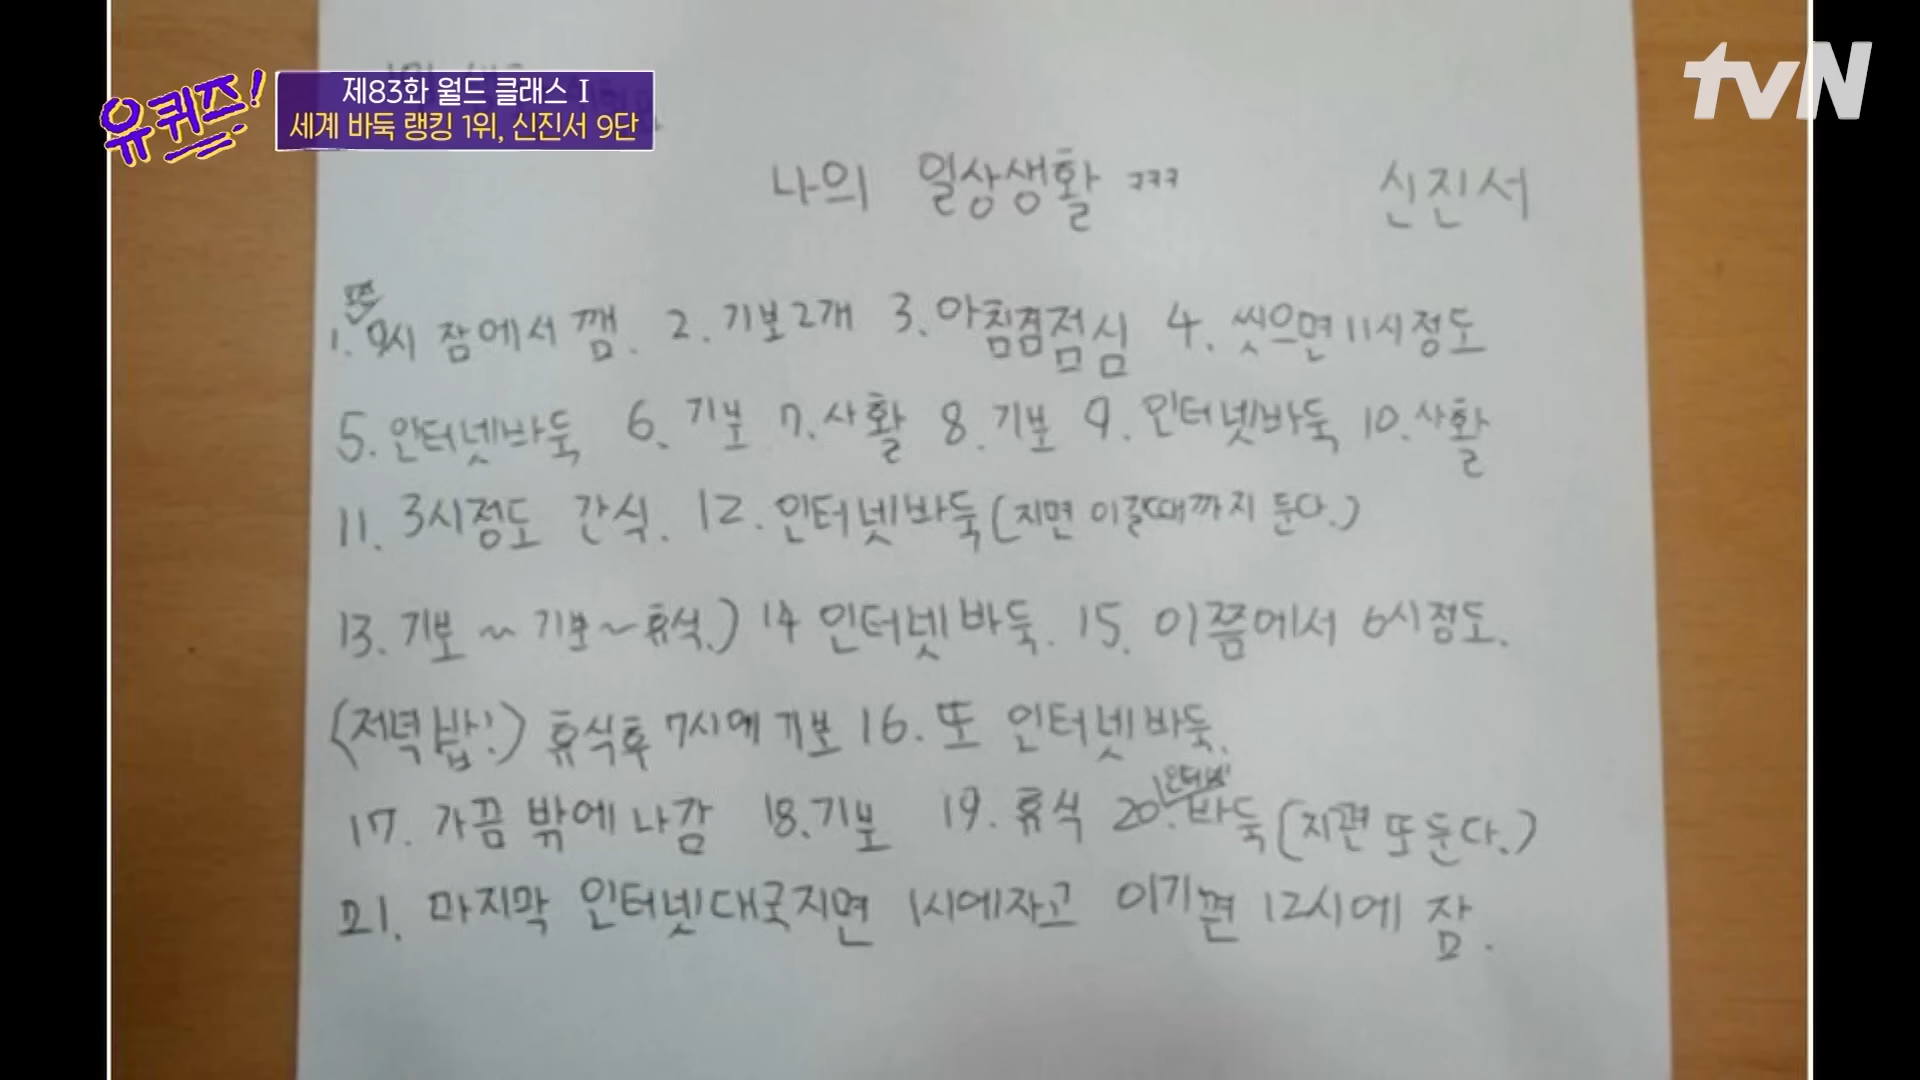 유퀴즈!
제83화 월드 클래스 I
세계 바둑 랭킹 1위, 신진서 9단
tvN
나의 일상생활 ㅋㅋㅋ 신진서
1. 9시 잠에서 깸. 2. 기보2개 3. 아침겸점심 4. 씻으면 11시정도
5. 인터넷바둑 6. 기보 7. 사활 8. 기보 9. 인터넷바둑 10. 사활
11. 3시정도 간식. 12. 인터넷바둑(지면 이길때까지 둔다.)
13. 기보~기보~휴식.) 14 인터넷바둑. 15. 이쯤에서 6시정도.
(저녁밥!) 휴식후 7시에 기보 16. 또 인터넷바둑.
17. 가끔 밖에 나감 18. 기보 19. 휴식 20. 인터넷 바둑(지면 또 둔다.)
21. 마지막 인터넷대국지면 1시에자고 이기면 12시에 잠.